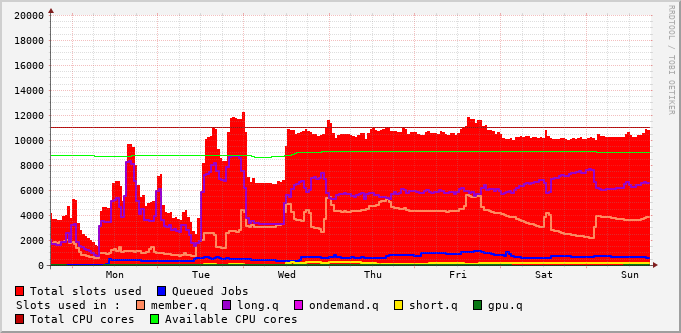 20000
18000
16000
14000
12000
10000
8000
6000
4000
2000
0
Mon Tue Wed Thu Fri Sat Sun
RRDTOOL / TOBI OETIKER
Total slots used Queued Jobs
Slots used in : member.q long.q ondemand.q short.q gpu.q
Total CPU cores Available CPU cores